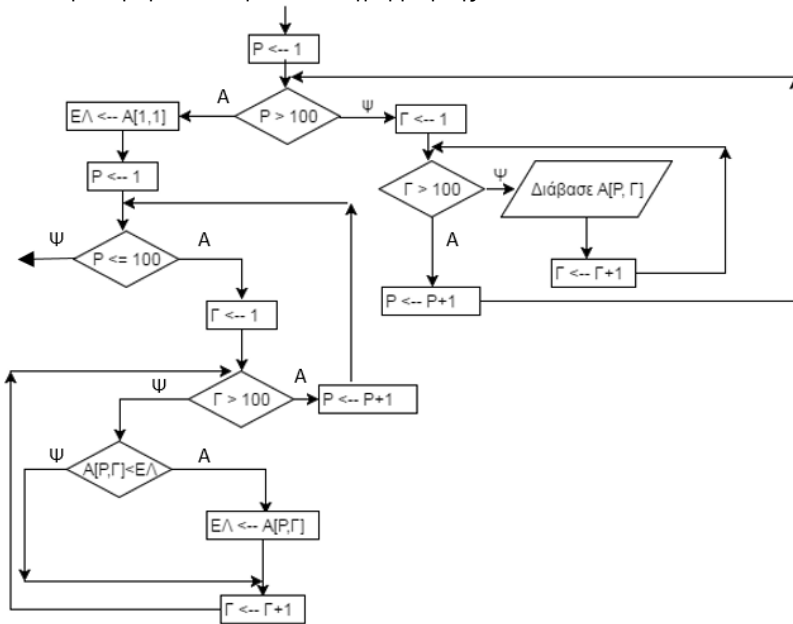 Ρ <-- 1
Ρ > 100
Α
Ψ
ΕΛ <-- Α[1,1]
Γ <-- 1
Ρ <-- 1
Γ > 100
Ψ
Διάβασε Α[Ρ, Γ]
Α
Ρ <= 100
Ψ
Α
Γ <-- Γ+1
Ρ <-- Ρ+1
Γ <-- 1
Γ > 100
Ψ
Α
Ρ <-- Ρ+1
Α[Ρ,Γ]<ΕΛ
Ψ
Α
ΕΛ <-- Α[Ρ,Γ]
Γ <-- Γ+1